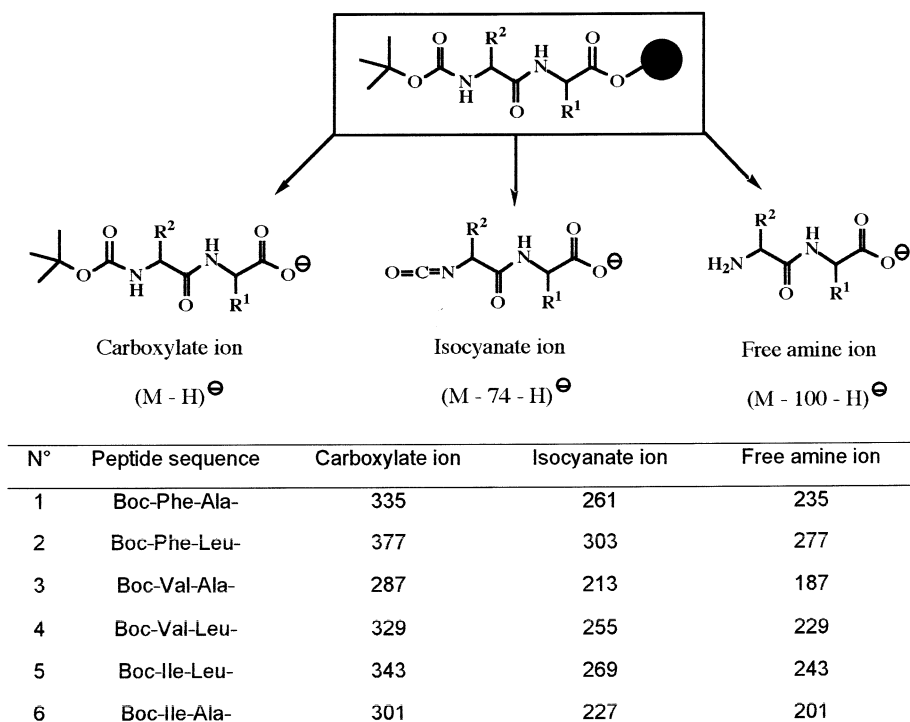 R² H O
O N O
O N R¹
H O
R² H O
O N O⊖
O N R¹
H O
R² H O
O=C=N N O⊖
O R¹
R² H O
H₂N N O⊖
O R¹
Carboxylate ion Isocyanate ion Free amine ion
(M - H)⊖ (M - 74 - H)⊖ (M - 100 - H)⊖
N° Peptide sequence Carboxylate ion Isocyanate ion Free amine ion
1 Boc-Phe-Ala- 335 261 235
2 Boc-Phe-Leu- 377 303 277
3 Boc-Val-Ala- 287 213 187
4 Boc-Val-Leu- 329 255 229
5 Boc-Ile-Leu- 343 269 243
6 Boc-Ile-Ala- 301 227 201